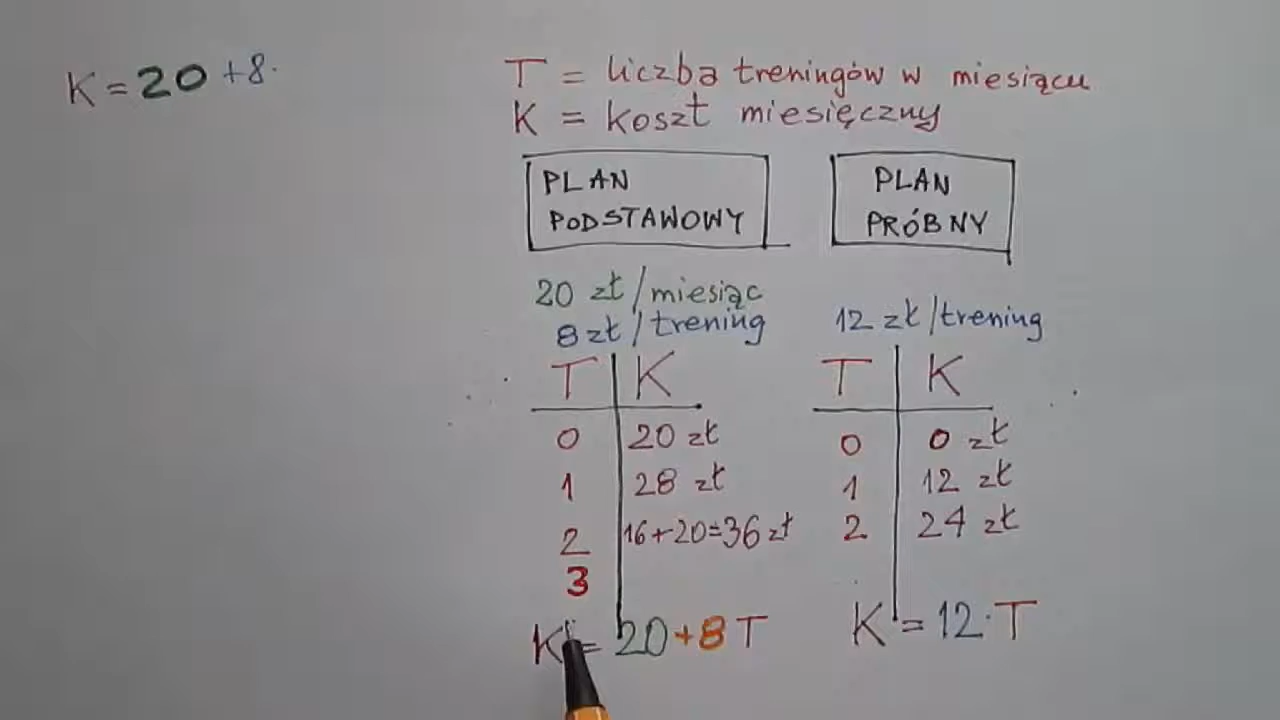 K = 20 +8·
T = liczba treningów w miesiącu
K = koszt miesięczny
PLAN
PODSTAWOWY
20 zł/miesiąc
8 zł/trening
T K
0 20 zł
1 28 zł
2 16+20=36 zł
3
K = 20+8T
PLAN
PRÓBNY
12 zł/trening
T K
0 0 zł
1 12 zł
2 24 zł
K = 12·T